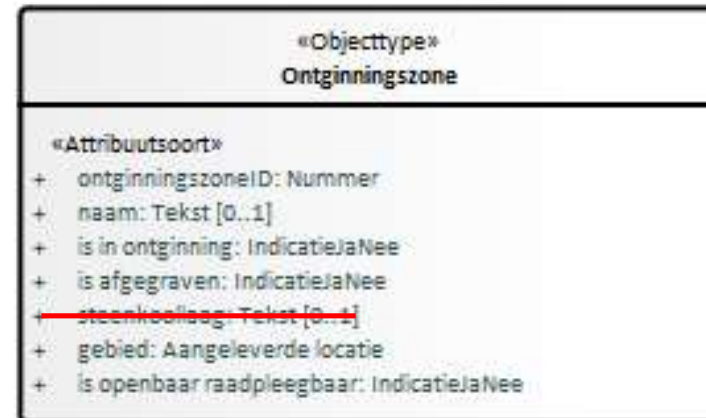 «Objecttype»
Ontginningszone
«Attribuutsoort»
+ ontginningszoneID: Nummer
+ naam: Tekst [0..1]
+ is in ontginning: IndicatieJaNee
+ is afgegraven: IndicatieJaNee
+ steenkoollaag: Tekst [0..1]
+ gebied: Aangeleverde locatie
+ is openbaar raadpleegbaar: IndicatieJaNee